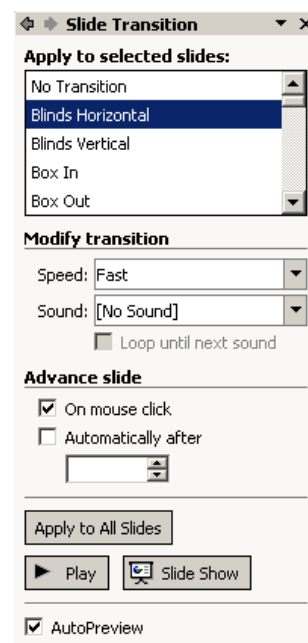 Slide Transition
Apply to selected slides:
No Transition
Blinds Horizontal
Blinds Vertical
Box In
Box Out
Modify transition
Speed: Fast
Sound: [No Sound]
Loop until next sound
Advance slide
On mouse click
Automatically after
Apply to All Slides
Play Slide Show
AutoPreview